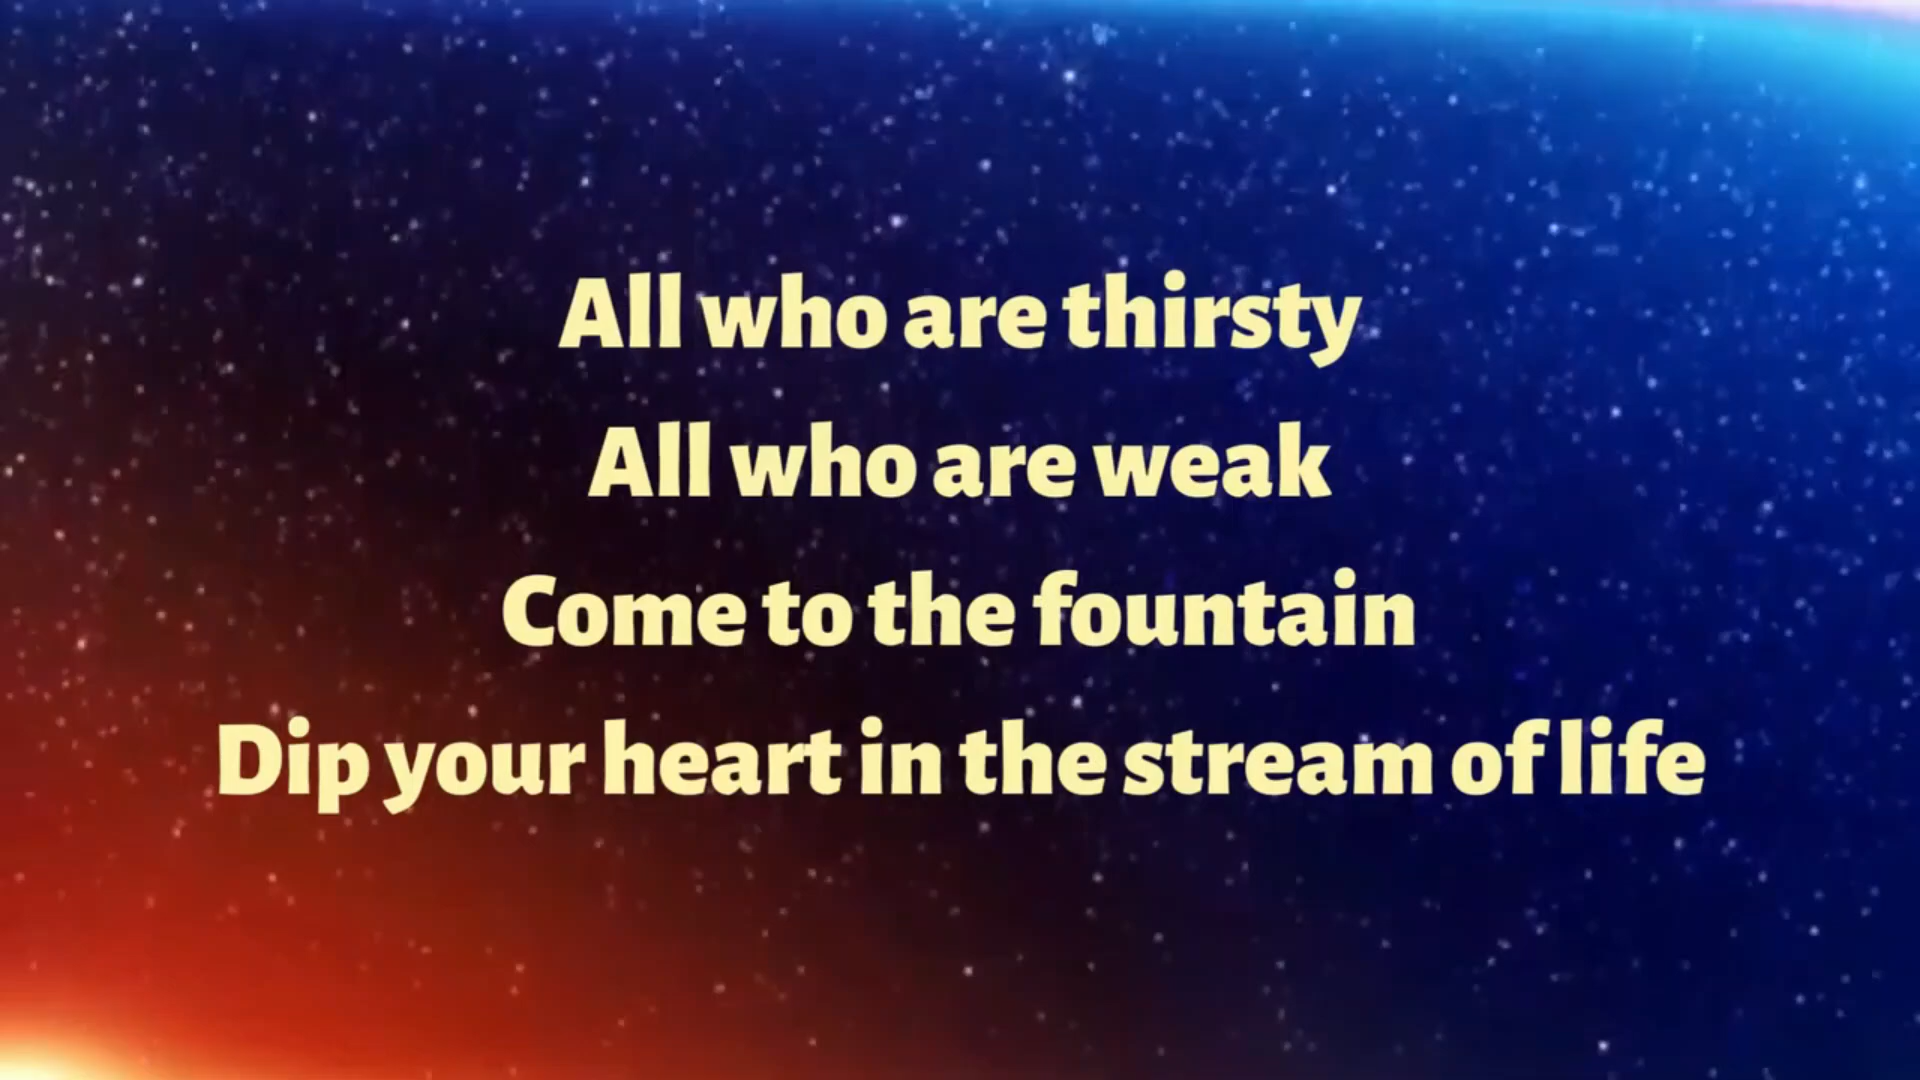 All who are thirsty
All who are weak
Come to the fountain
Dip your heart in the stream of life